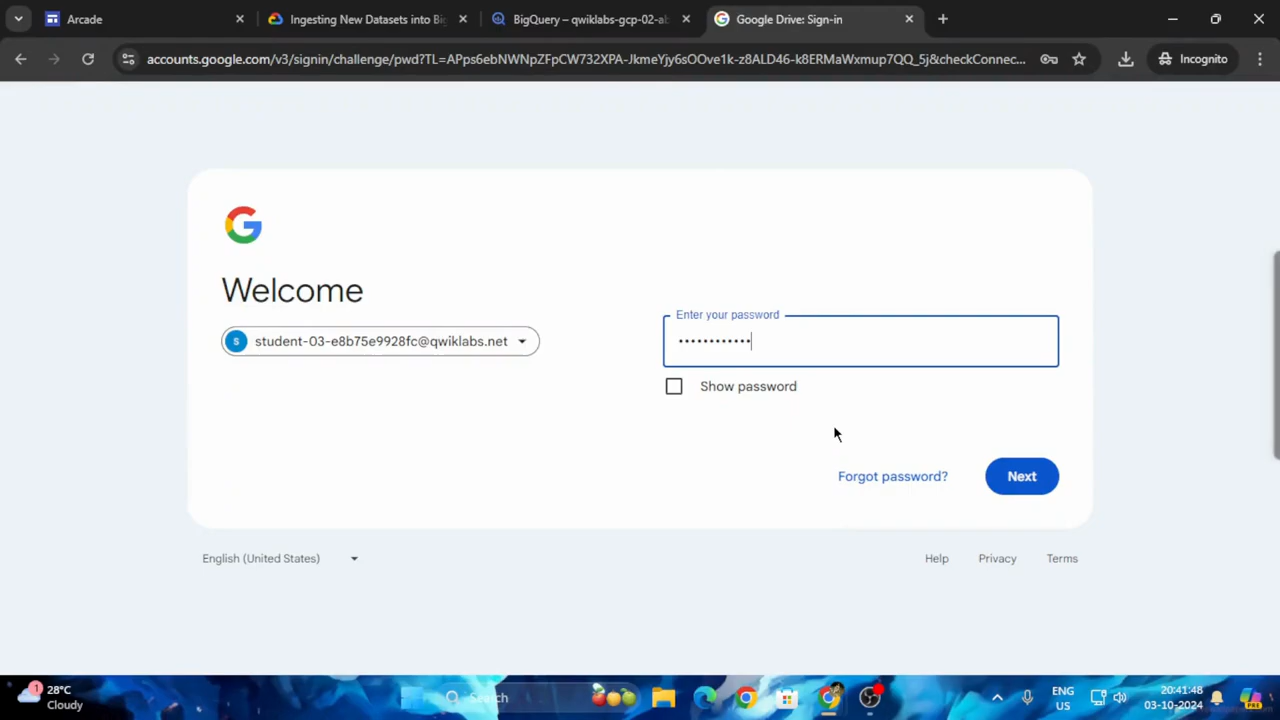 Arcade
Ingesting New Datasets into Bi
BigQuery – qwiklabs-gcp-02-a
Google Drive: Sign-in
accounts.google.com/v3/signin/challenge/pwd?TL=APps6ebNWNpZFpCW732XPA-JkmeYjy6sOOve1k-z8ALD46-k8ERMaWxmup7QQ_5j&checkConnec...
Incognito
Welcome
Enter your password
S student-03-e8b75e9928fc@qwiklabs.net
••••••••••••
Show password
Forgot password?
Next
English (United States)
Help Privacy Terms
1
28°C
Cloudy
Search
ENG
US
20:41:48
03-10-2024
PRE